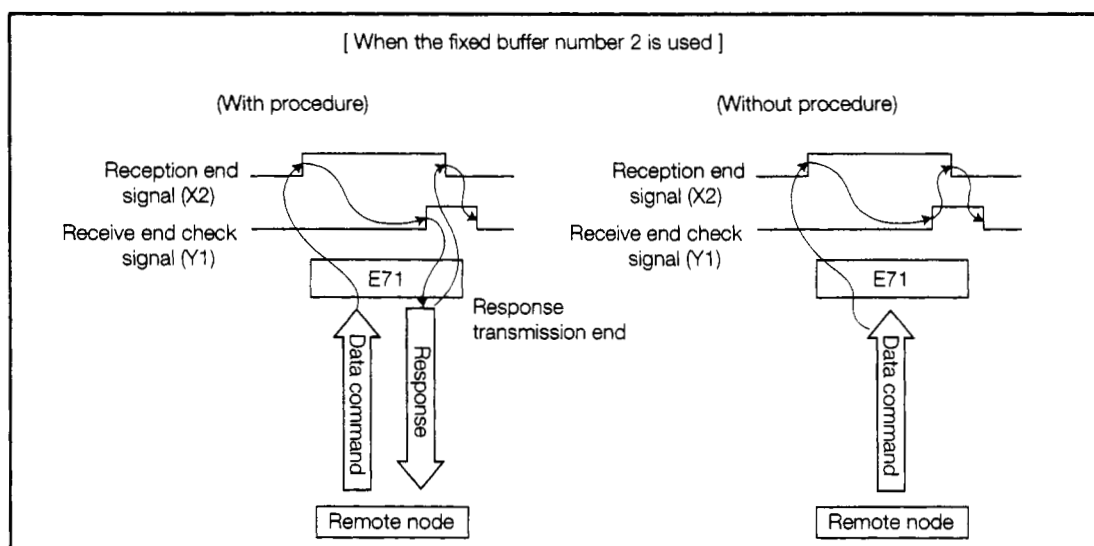 [ When the fixed buffer number 2 is used ]
(With procedure)
Reception end
signal (X2)
Receive end check
signal (Y1)
E71
Response
transmission end
Data command
Response
Remote node
(Without procedure)
Reception end
signal (X2)
Receive end check
signal (Y1)
E71
Data command
Remote node